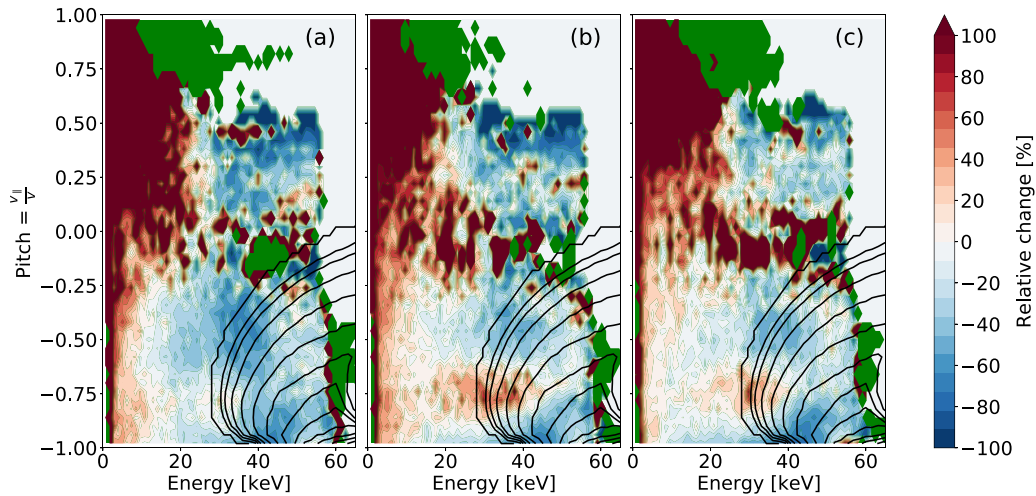 (a)
(b)
(c)
Pitch = v∥/v
1.00
0.75
0.50
0.25
0.00
−0.25
−0.50
−0.75
−1.00
0 20 40 60
0 20 40 60
0 20 40 60
Energy [keV]
Energy [keV]
Energy [keV]
100
80
60
40
20
0
−20
−40
−60
−80
−100
Relative change [%]